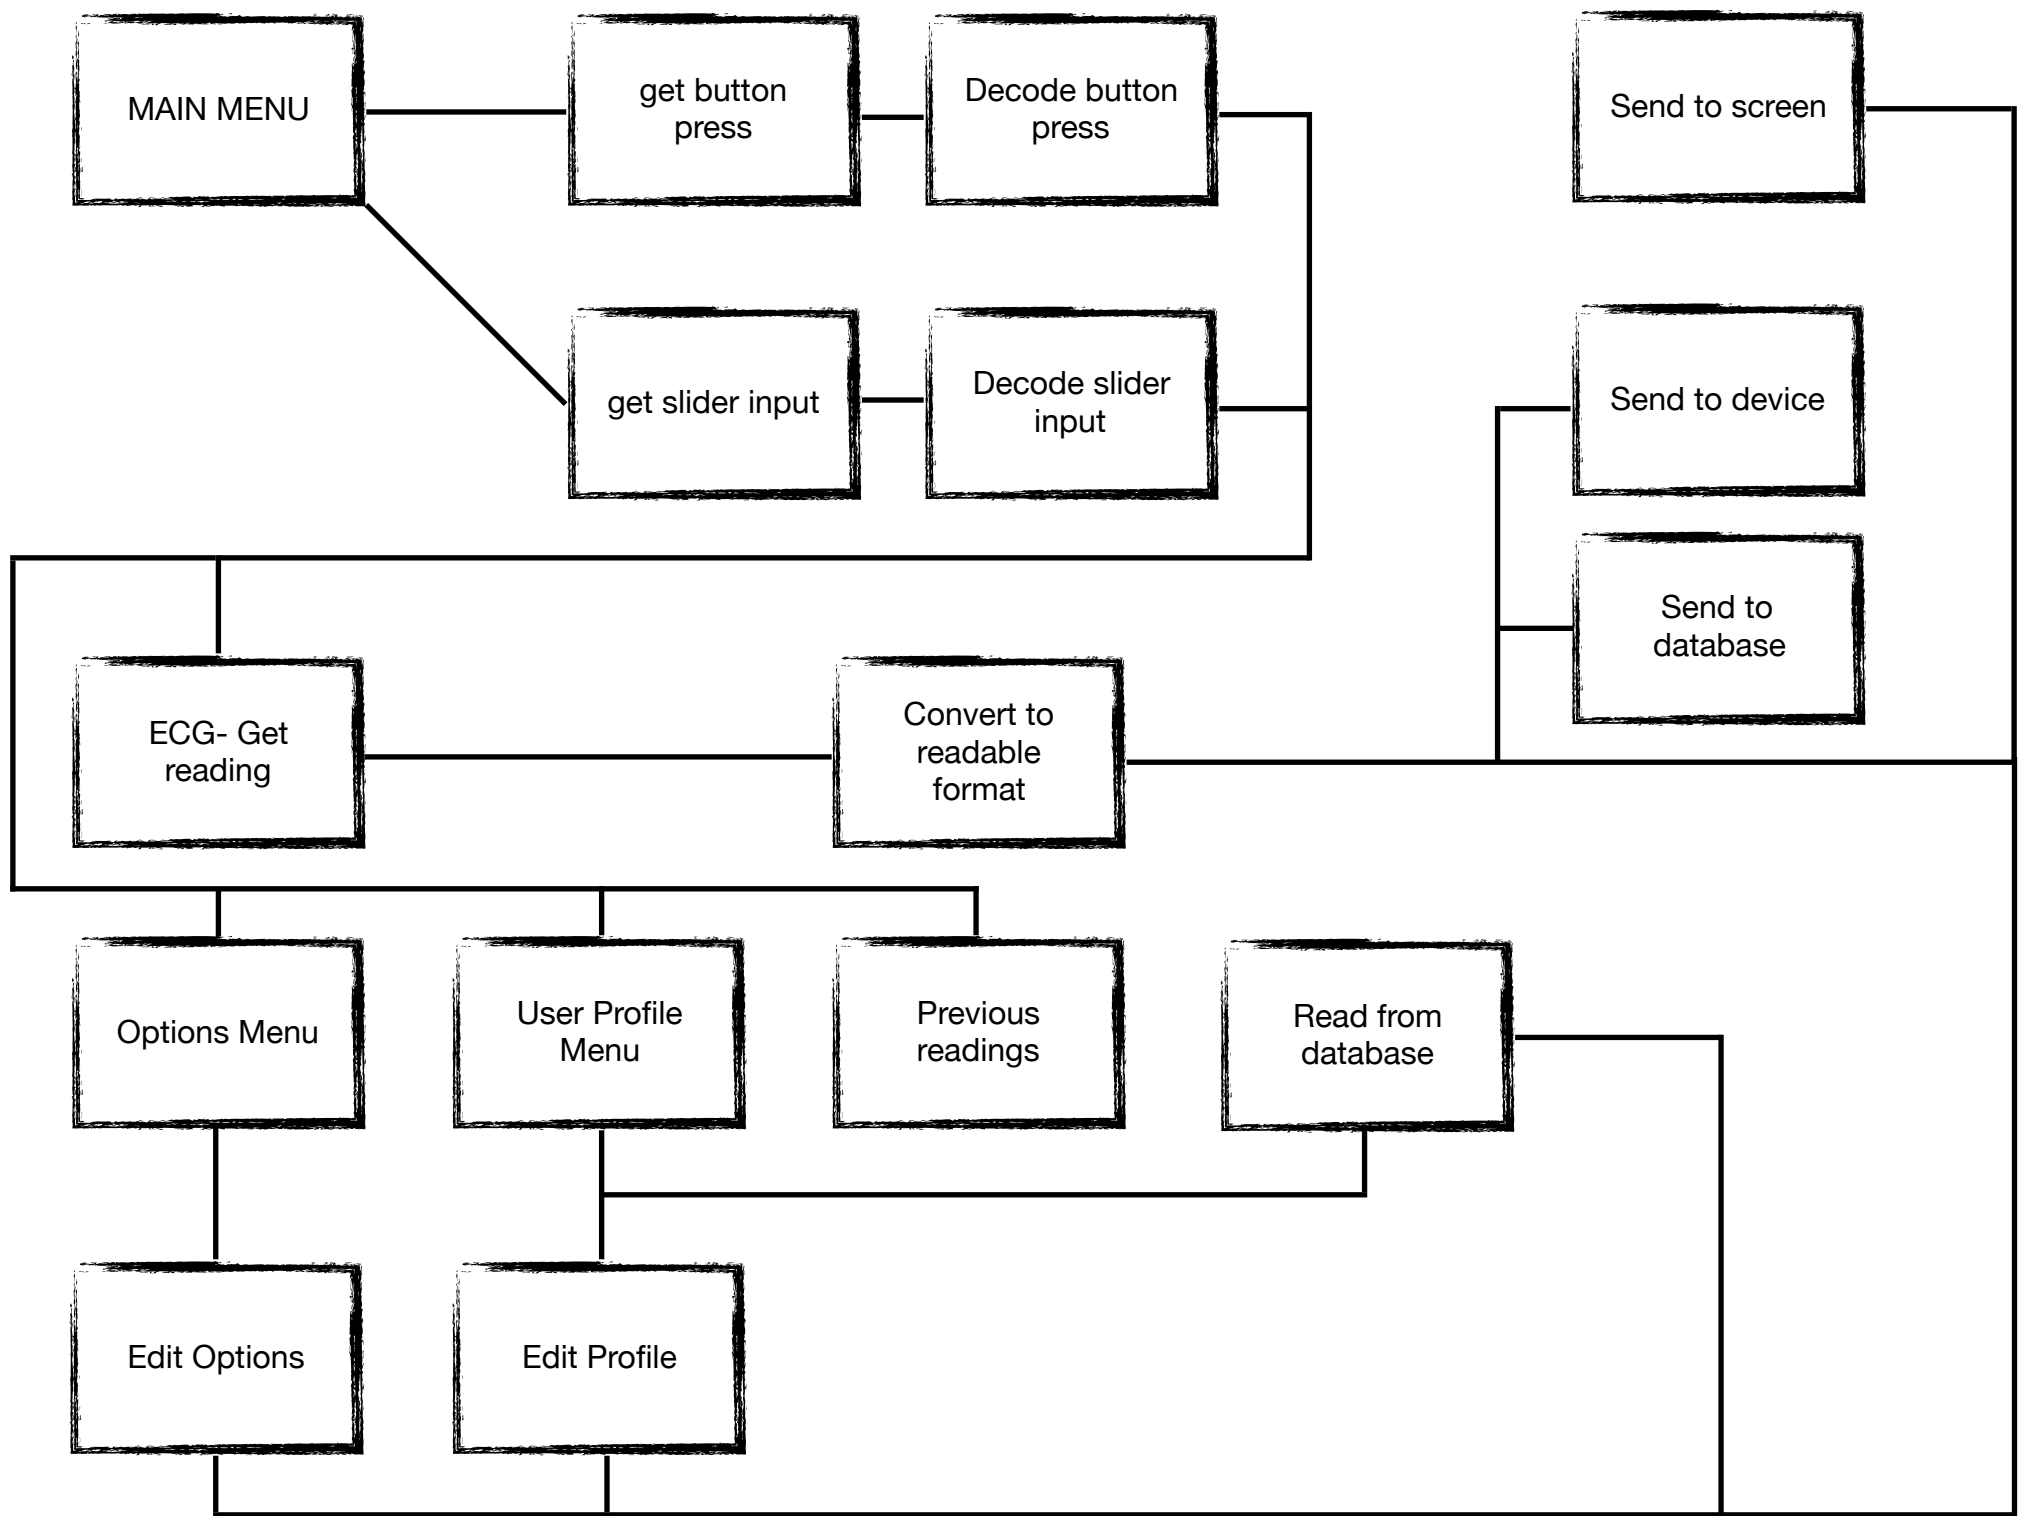 MAIN MENU
get button
press
Decode button
press
Send to screen
get slider input
Decode slider
input
Send to device
Send to
database
ECG- Get
reading
Convert to
readable
format
Options Menu
User Profile
Menu
Previous
readings
Read from
database
Edit Options
Edit Profile